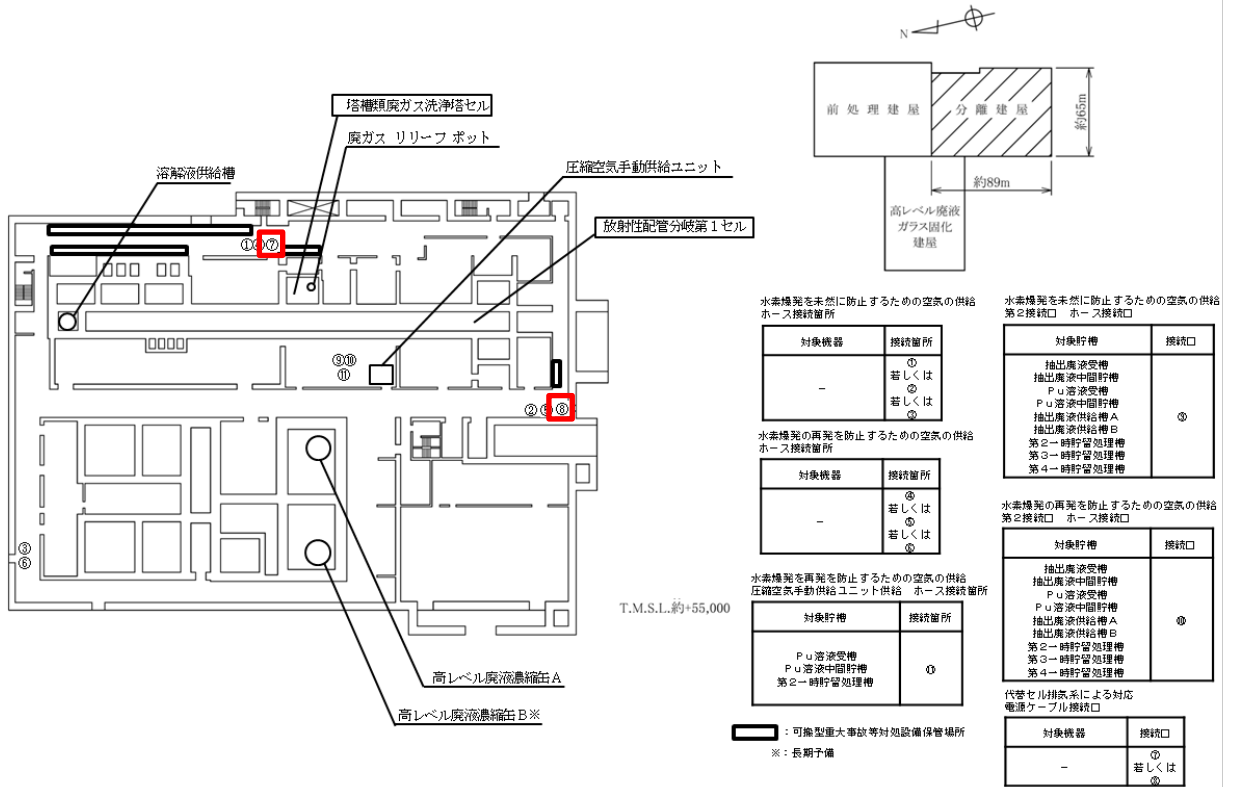 N
前処理建屋
分離建屋
約65m
約89m
高レベル廃液
ガラス固化
建屋
塔槽類廃ガス洗浄塔セル
廃ガス リリーフ ポット
溶解液供給槽
圧縮空気手動供給ユニット
放射性配管分岐第1セル
①④⑦
⑨⑩
⑪
②⑤⑧
③
⑥
T.M.S.L.約+55,000
高レベル廃液濃縮缶A
高レベル廃液濃縮缶B※
水素爆発を未然に防止するための空気の供給
ホース接続箇所
対象機器 接続箇所
－
①
若しくは
②
若しくは
③
水素爆発の再発を防止するための空気の供給
ホース接続箇所
対象機器 接続箇所
－
④
若しくは
⑤
若しくは
⑥
水素爆発を再発を防止するための空気の供給
圧縮空気手動供給ユニット供給 ホース接続箇所
対象貯槽 接続箇所
Pu溶液受槽
Pu溶液中間貯槽
第2一時貯留処理槽
⑪
：可搬型重大事故等対処設備保管場所
※：長期予備
水素爆発を未然に防止するための空気の供給
第2接続口 ホース接続口
対象貯槽 接続口
抽出廃液受槽
抽出廃液中間貯槽
Pu溶液受槽
Pu溶液中間貯槽
抽出廃液供給槽A
抽出廃液供給槽B
第2一時貯留処理槽
第3一時貯留処理槽
第4一時貯留処理槽
⑨
水素爆発の再発を防止するための空気の供給
第2接続口 ホース接続口
対象貯槽 接続口
抽出廃液受槽
抽出廃液中間貯槽
Pu溶液受槽
Pu溶液中間貯槽
抽出廃液供給槽A
抽出廃液供給槽B
第2一時貯留処理槽
第3一時貯留処理槽
第4一時貯留処理槽
⑩
代替セル排気系による対応
電源ケーブル接続口
対象機器 接続口
－
⑦
若しくは
⑧